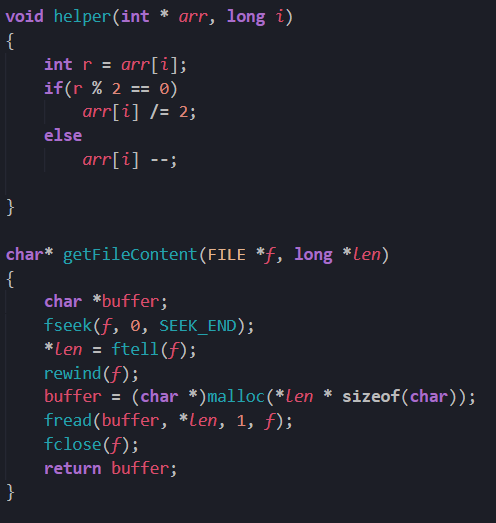 void helper(int * arr, long i)
{
    int r = arr[i];
    if(r % 2 == 0)
        arr[i] /= 2;
    else
        arr[i] --;
}
char* getFileContent(FILE *f, long *len)
{
    char *buffer;
    fseek(f, 0, SEEK_END);
    *len = ftell(f);
    rewind(f);
    buffer = (char *)malloc(*len * sizeof(char));
    fread(buffer, *len, 1, f);
    fclose(f);
    return buffer;
}